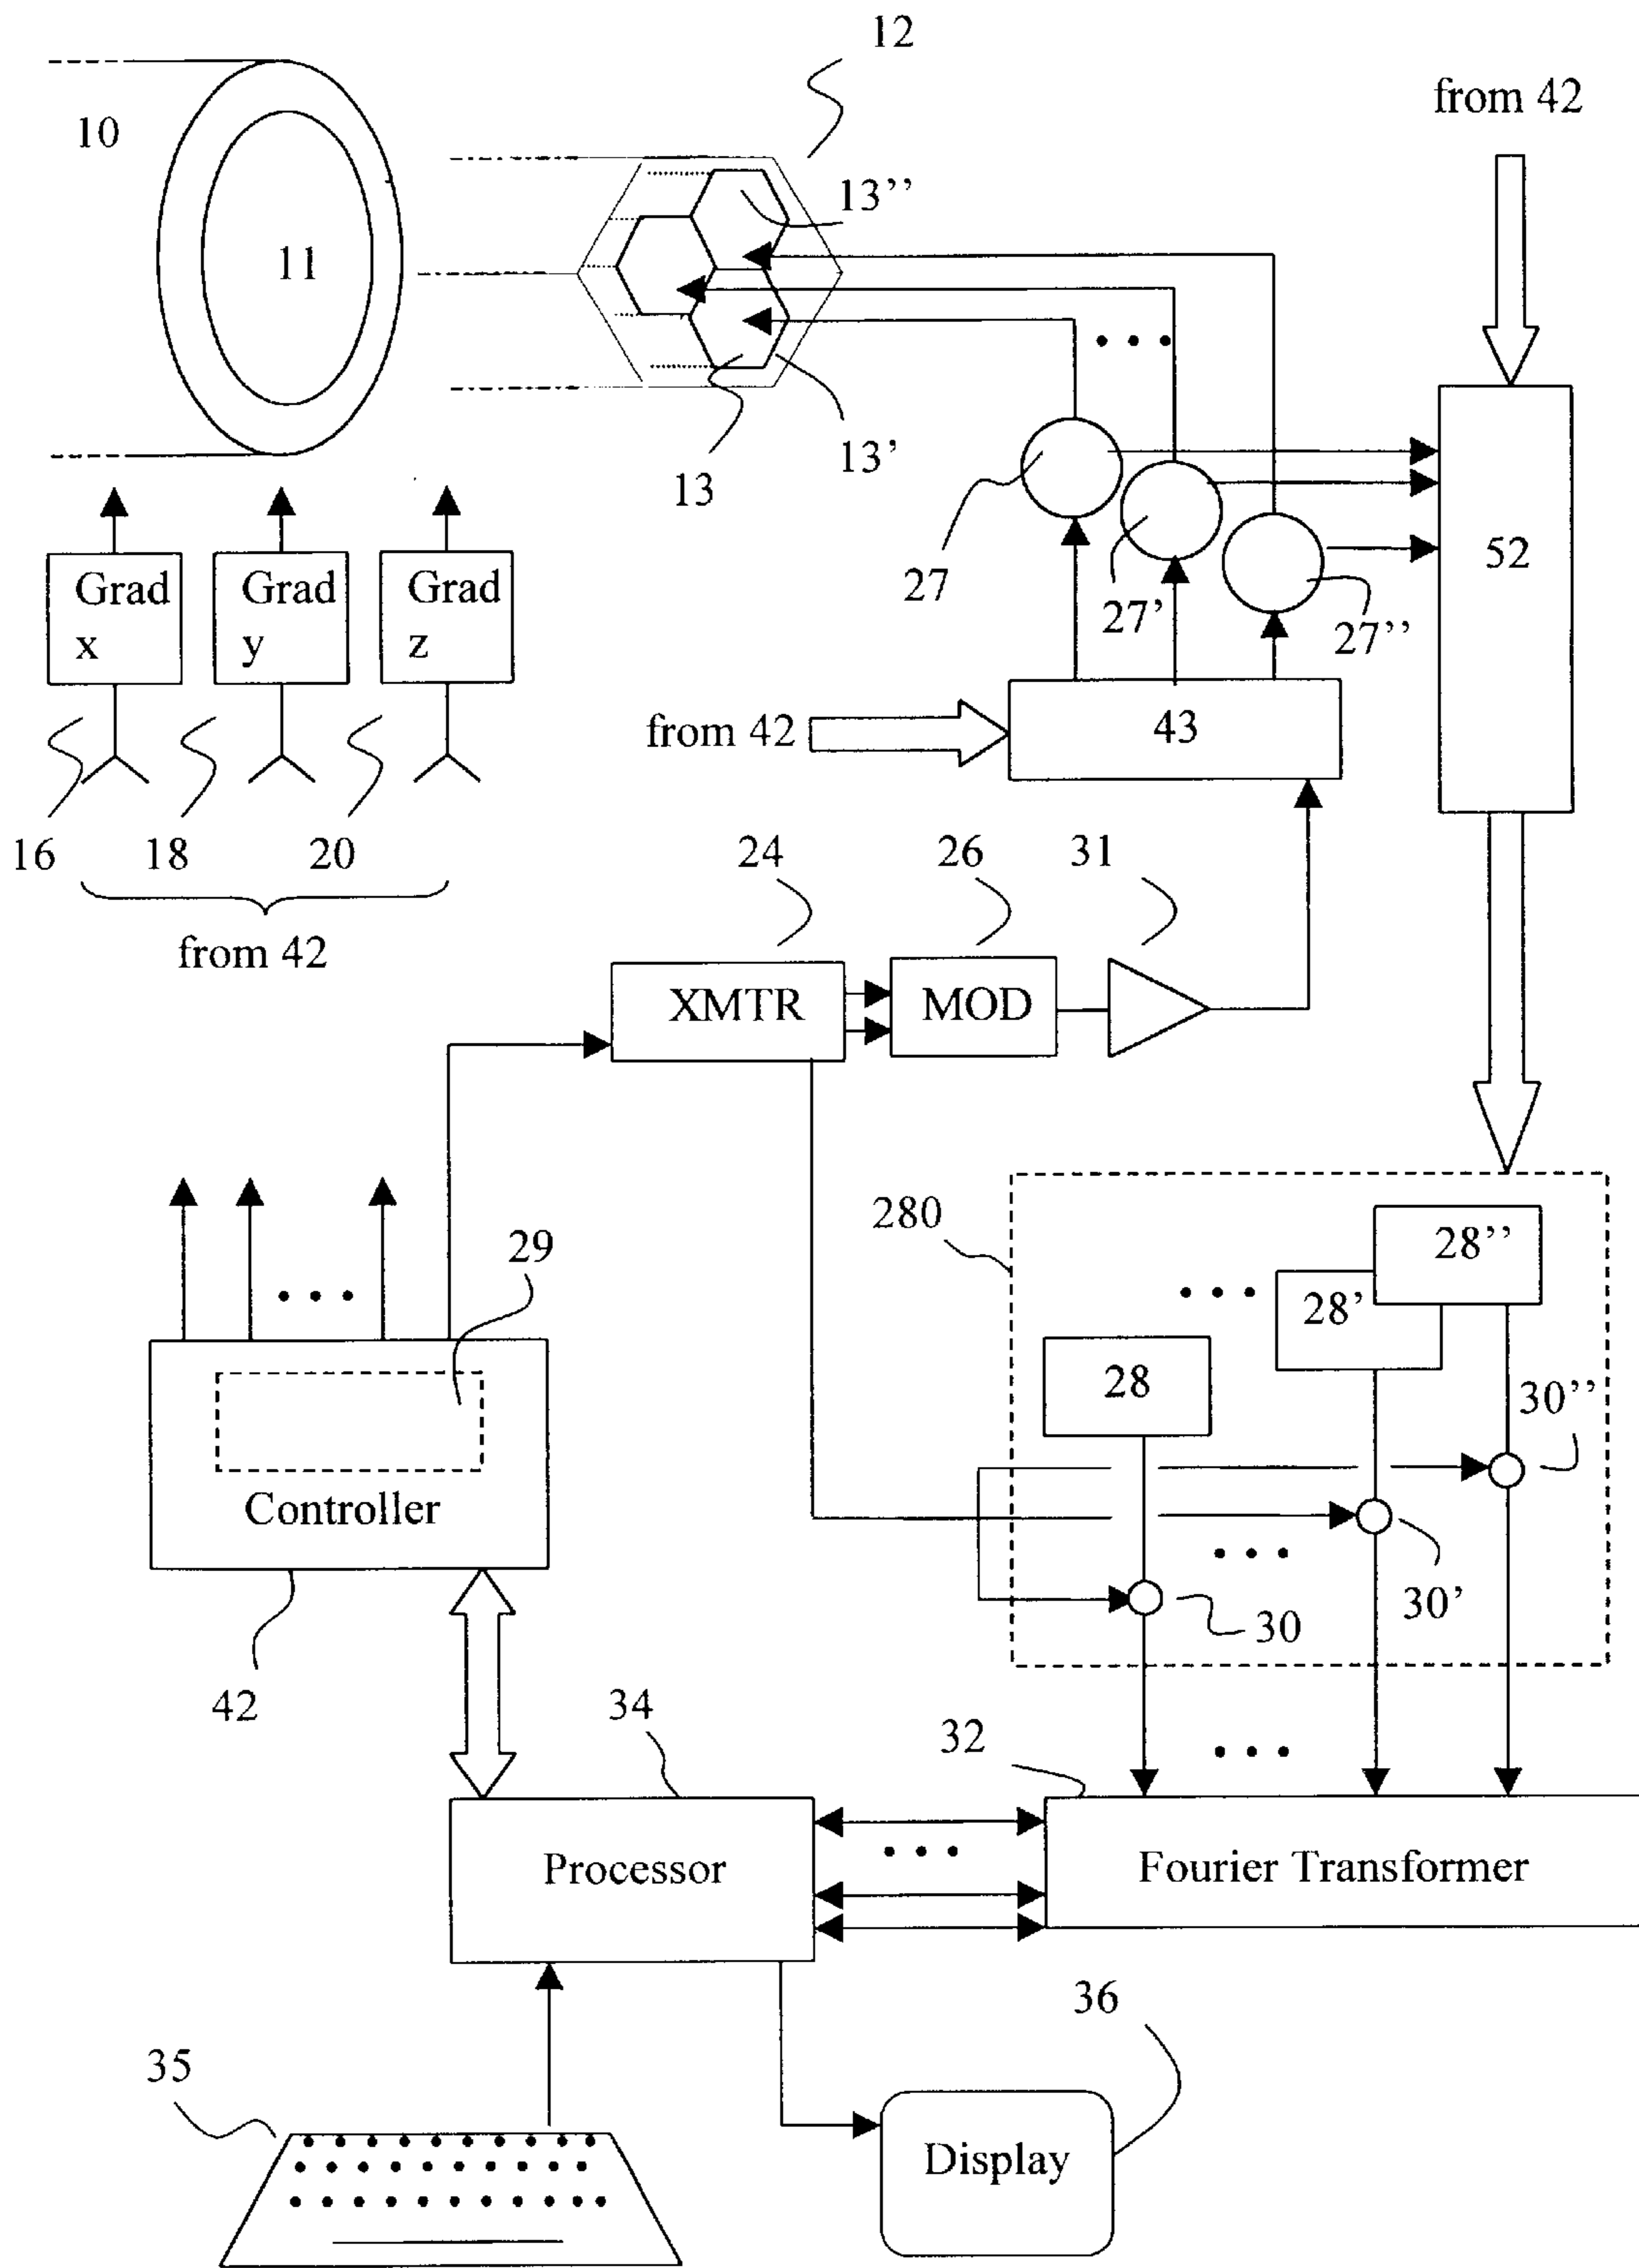 12
from 42
10
13’’
11
13’
13
27
27’
27’’
52
Grad
x
Grad
y
Grad
z
from 42
43
16
18
20
from 42
24
26
31
XMTR
MOD
280
28’’
28’
28
29
30’’
Controller
30’
30
42
34
32
Processor
Fourier Transformer
36
35
Display